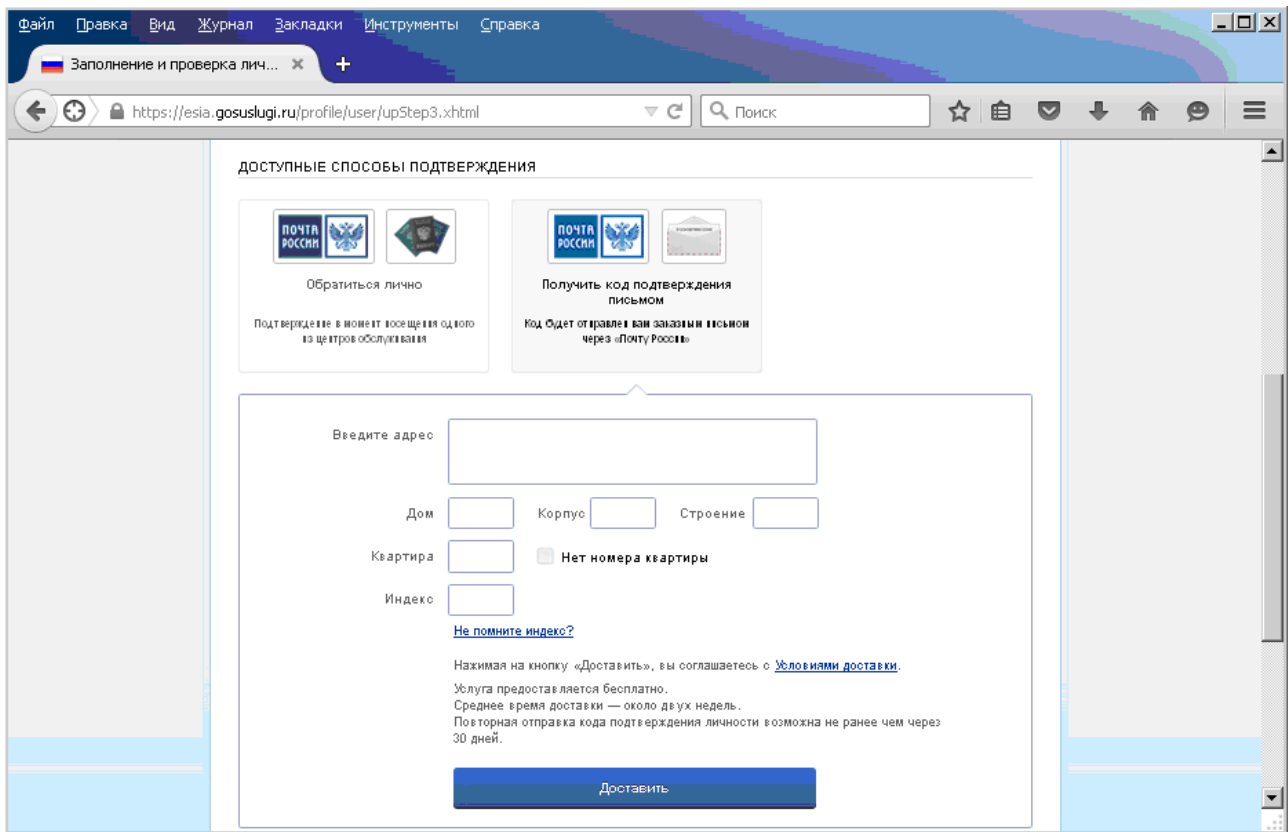 Файл Правка Вид Журнал Закладки Инструменты Справка
Заполнение и проверка лич...
https://esia.gosuslugi.ru/profile/user/upStep3.xhtml
Поиск
ДОСТУПНЫЕ СПОСОБЫ ПОДТВЕРЖДЕНИЯ
ПОЧТА РОССИИ
ПОЧТА РОССИИ
Обратиться лично
Получить код подтверждения
письмом
Подтверждение в момент посещения одного
из центров обслуживания
Код будет отправлен вам заказным письмом
через «Почту России»
Введите адрес
Дом Корпус Строение
Квартира Нет номера квартиры
Индекс
Не помните индекс?
Нажимая на кнопку «Доставить», вы соглашаетесь с Условиями доставки.
Услуга предоставляется бесплатно.
Среднее время доставки — около двух недель.
Повторная отправка кода подтверждения личности возможна не ранее чем через
30 дней.
Доставить